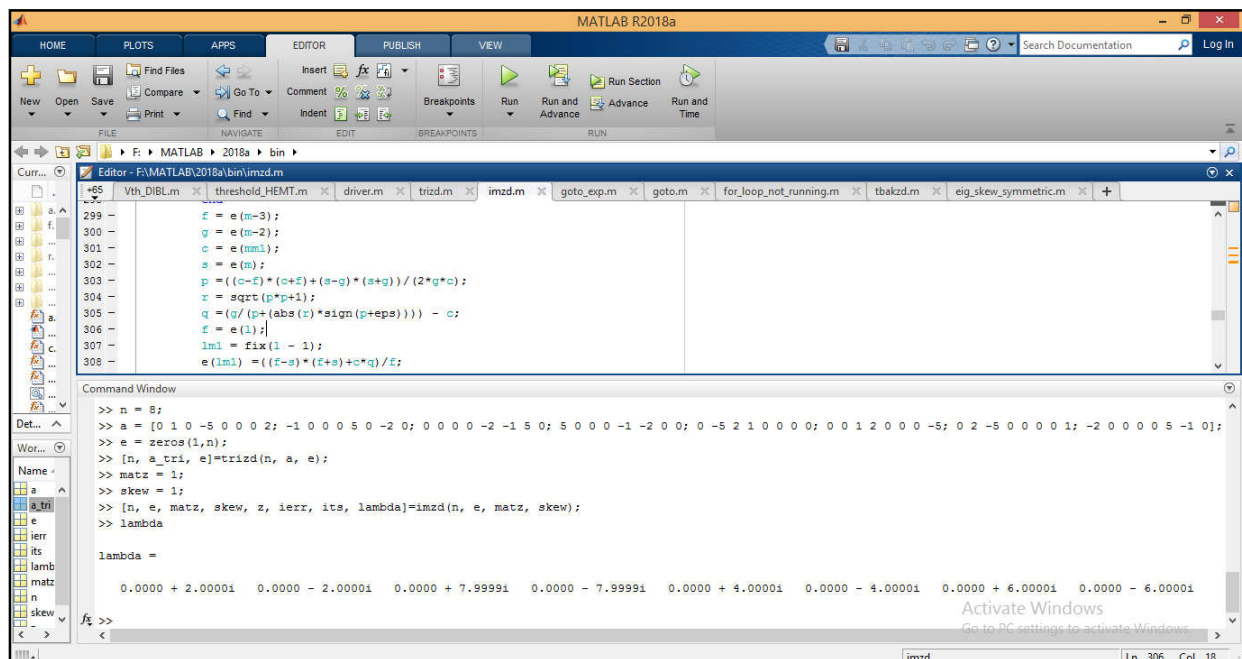 MATLAB R2018a
HOME PLOTS APPS EDITOR PUBLISH VIEW Search Documentation Log In
New Open Save Find Files Compare Print Go To Find Insert fx Comment % Indent Breakpoints Run Run and Advance Run Section Advance Run and Time
FILE NAVIGATE EDIT BREAKPOINTS RUN
F: MATLAB 2018a bin
Curr... Editor - F:\MATLAB\2018a\bin\imzd.m
+65 Vth_DIBL.m threshold_HEMT.m driver.m trizd.m imzd.m goto_exp.m goto.m for_loop_not_running.m tbakzd.m eig_skew_symmetric.m +
299 - f = e(m-3);
300 - g = e(m-2);
301 - c = e(mm1);
302 - s = e(m);
303 - p =((c-f)*(c+f)+(s-g)*(s+g))/(2*g*c);
304 - r = sqrt(p*p+1);
305 - q =(g/(p+(abs(r)*sign(p+eps)))) - c;
306 - f = e(l);
307 - lm1 = fix(l - 1);
308 - e(lm1) =((f-s)*(f+s)+c*q)/f;
a.
f.
...
r.
...
...
...
a.
...
c.
...
...
...
...
Det...
Wor...
Name
a
a_tri
e
ierr
its
lamb
matz
n
skew
Command Window
>> n = 8;
>> a = [0 1 0 -5 0 0 0 2; -1 0 0 0 5 0 -2 0; 0 0 0 0 -2 -1 5 0; 5 0 0 0 -1 -2 0 0; 0 -5 2 1 0 0 0 0; 0 0 1 2 0 0 0 -5; 0 2 -5 0 0 0 0 1; -2 0 0 0 0 5 -1 0];
>> e = zeros(1,n);
>> [n, a_tri, e]=trizd(n, a, e);
>> matz = 1;
>> skew = 1;
>> [n, e, matz, skew, z, ierr, its, lambda]=imzd(n, e, matz, skew);
>> lambda
lambda =
0.0000 + 2.0000i 0.0000 - 2.0000i 0.0000 + 7.9999i 0.0000 - 7.9999i 0.0000 + 4.0000i 0.0000 - 4.0000i 0.0000 + 6.0000i 0.0000 - 6.0000i
fx >>
Activate Windows
Go to PC settings to activate Windows.
imzd Ln 306 Col 18